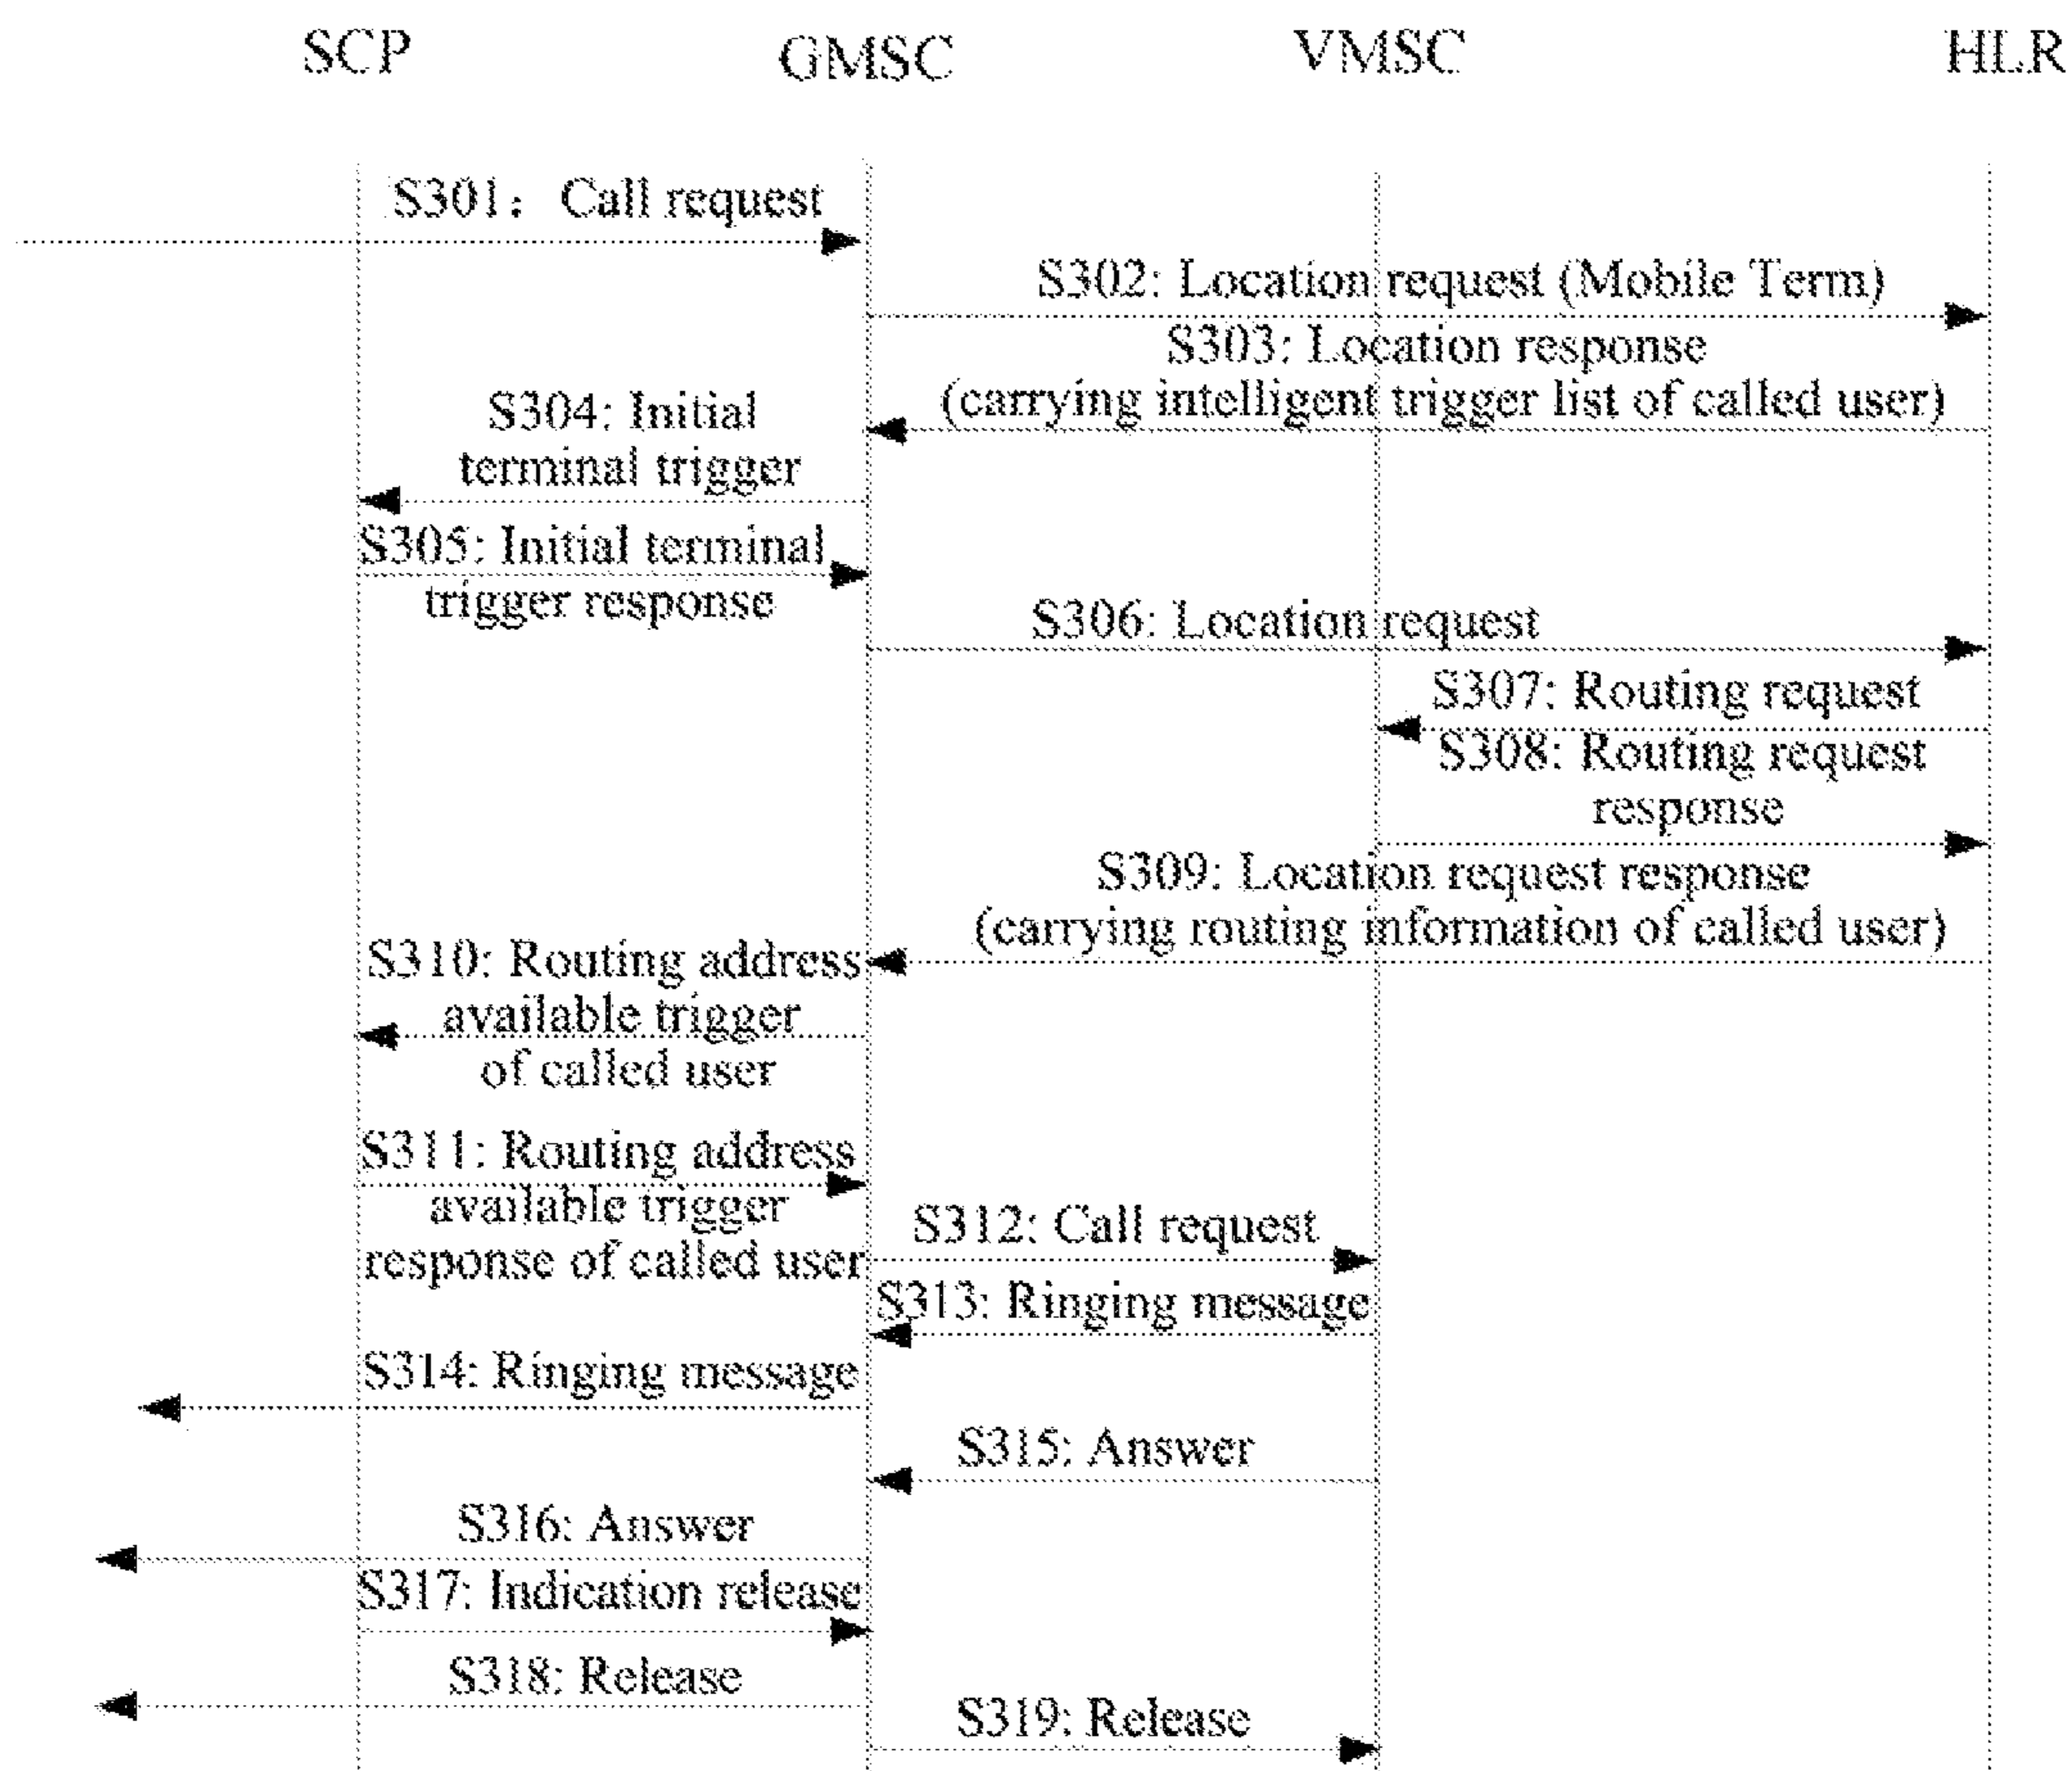 SCP GMSC VMSC HLR
S301： Call request
S302: Location request (Mobile Term)
S303: Location response
(carrying intelligent trigger list of called user)
S304: Initial
terminal trigger
S305: Initial terminal
trigger response
S306: Location request
S307: Routing request
S308: Routing request
response
S309: Location request response
(carrying routing information of called user)
S310: Routing address
available trigger
of called user
S311: Routing address
available trigger
response of called user
S312: Call request
S313: Ringing message
S314: Ringing message
S315: Answer
S316: Answer
S317: Indication release
S318: Release
S319: Release